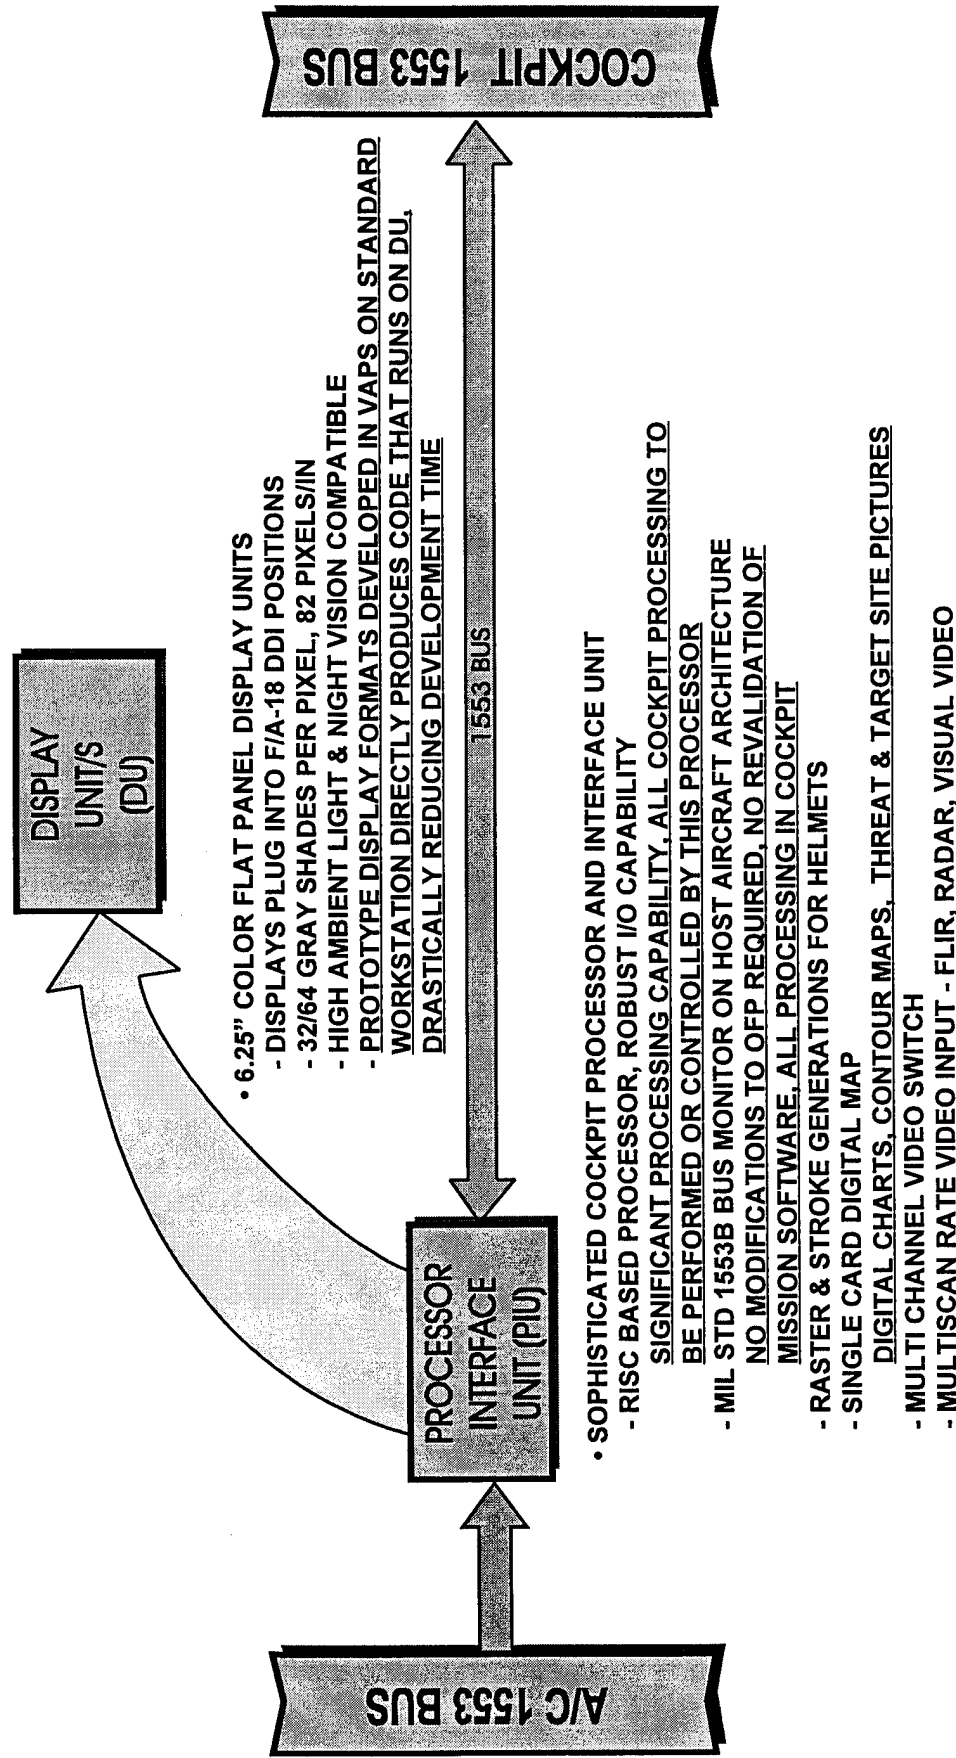 DISPLAY
UNIT/S
(DU)
• 6.25" COLOR FLAT PANEL DISPLAY UNITS
- DISPLAYS PLUG INTO F/A-18 DDI POSITIONS
- 32/64 GRAY SHADES PER PIXEL, 82 PIXELS/IN
- HIGH AMBIENT LIGHT & NIGHT VISION COMPATIBLE
- PROTOTYPE DISPLAY FORMATS DEVELOPED IN VAPS ON STANDARD
WORKSTATION DIRECTLY PRODUCES CODE THAT RUNS ON DU,
DRASTICALLY REDUCING DEVELOPMENT TIME
A/C 1553 BUS
PROCESSOR
INTERFACE
UNIT (PIU)
1553 BUS
COCKPIT 1553 BUS
• SOPHISTICATED COCKPIT PROCESSOR AND INTERFACE UNIT
- RISC BASED PROCESSOR, ROBUST I/O CAPABILITY
SIGNIFICANT PROCESSING CAPABILITY, ALL COCKPIT PROCESSING TO
BE PERFORMED OR CONTROLLED BY THIS PROCESSOR
- MIL STD 1553B BUS MONITOR ON HOST AIRCRAFT ARCHITECTURE
NO MODIFICATIONS TO OFP REQUIRED, NO REVALIDATION OF
MISSION SOFTWARE, ALL PROCESSING IN COCKPIT
- RASTER & STROKE GENERATIONS FOR HELMETS
- SINGLE CARD DIGITAL MAP
DIGITAL CHARTS, CONTOUR MAPS, THREAT & TARGET SITE PICTURES
- MULTI CHANNEL VIDEO SWITCH
- MULTISCAN RATE VIDEO INPUT - FLIR, RADAR, VISUAL VIDEO